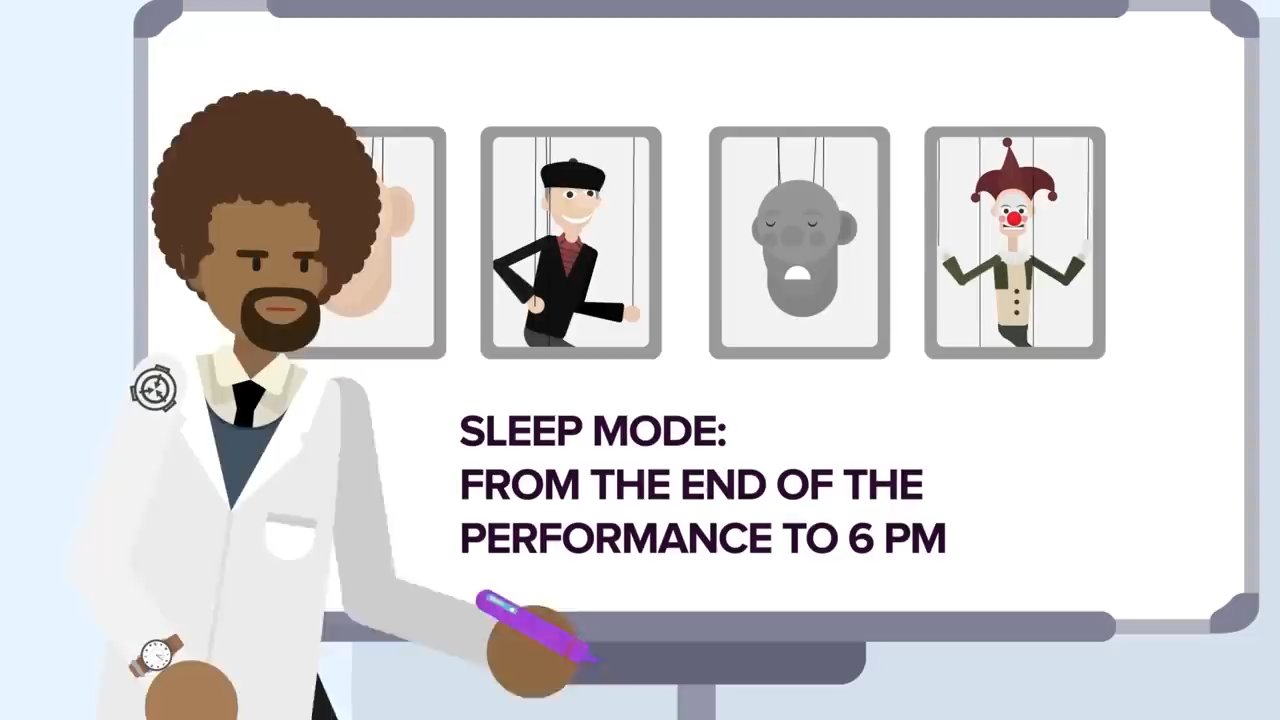 SLEEP MODE:
FROM THE END OF THE
PERFORMANCE TO 6 PM